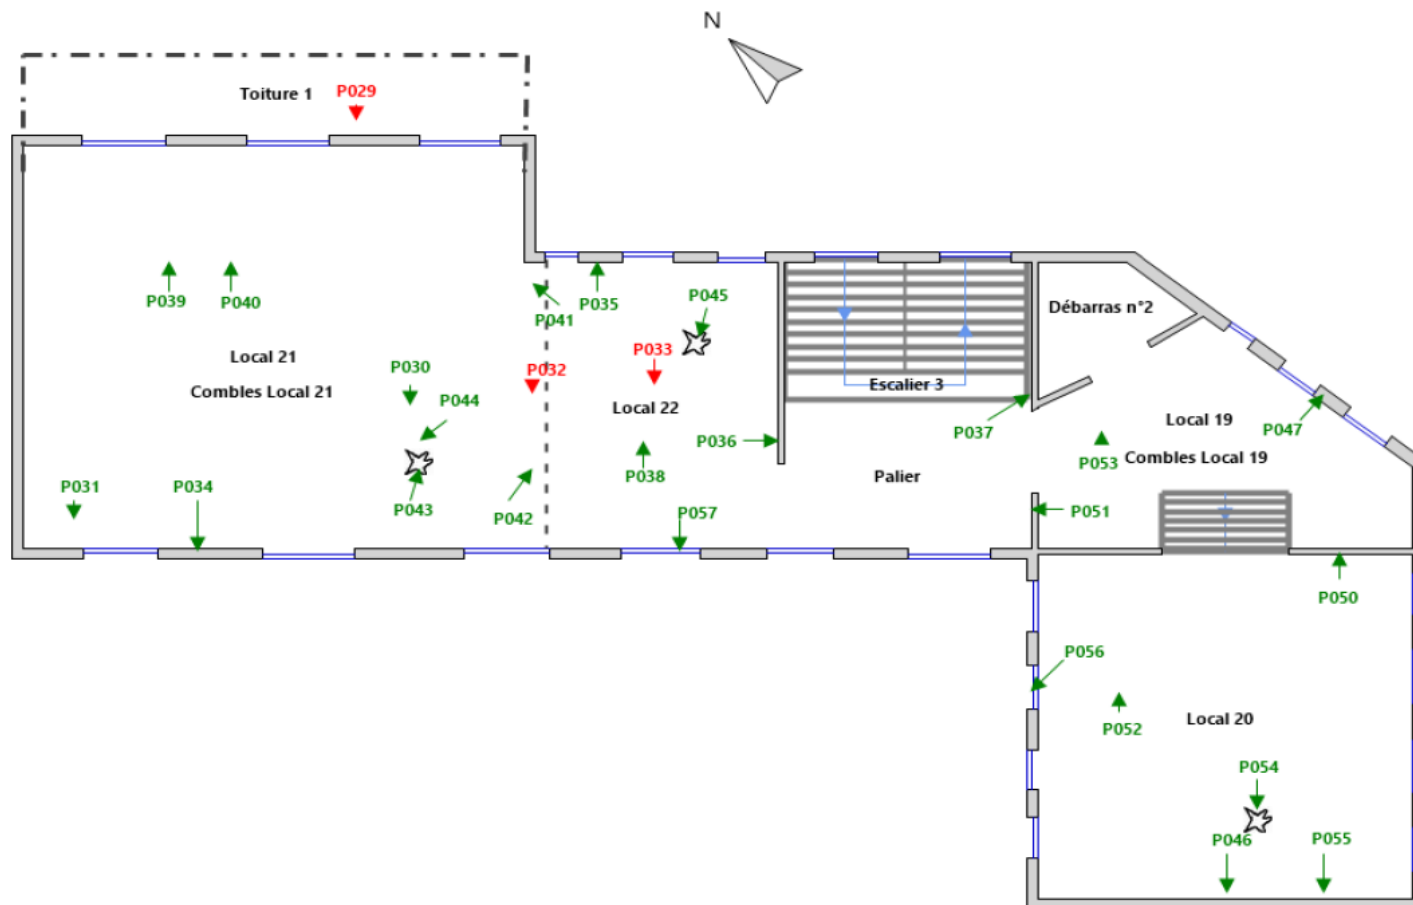 N
Toiture 1
P029
P039
P040
P041
P035
P045
Débarras n°2
Local 21
Combles Local 21
P030
P044
P032
P033
Local 22
Escalier 3
P036
P037
Local 19
Combles Local 19
P047
P053
P031
P034
P043
P042
P038
P057
Palier
P051
P050
P056
P052
Local 20
P054
P046
P055